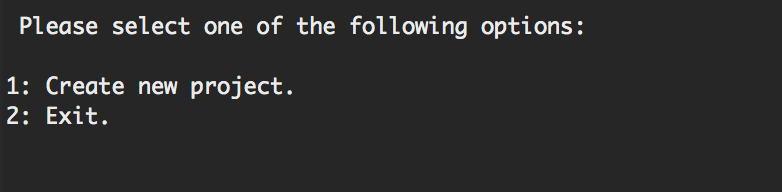 Please select one of the following options:
1: Create new project.
2: Exit.